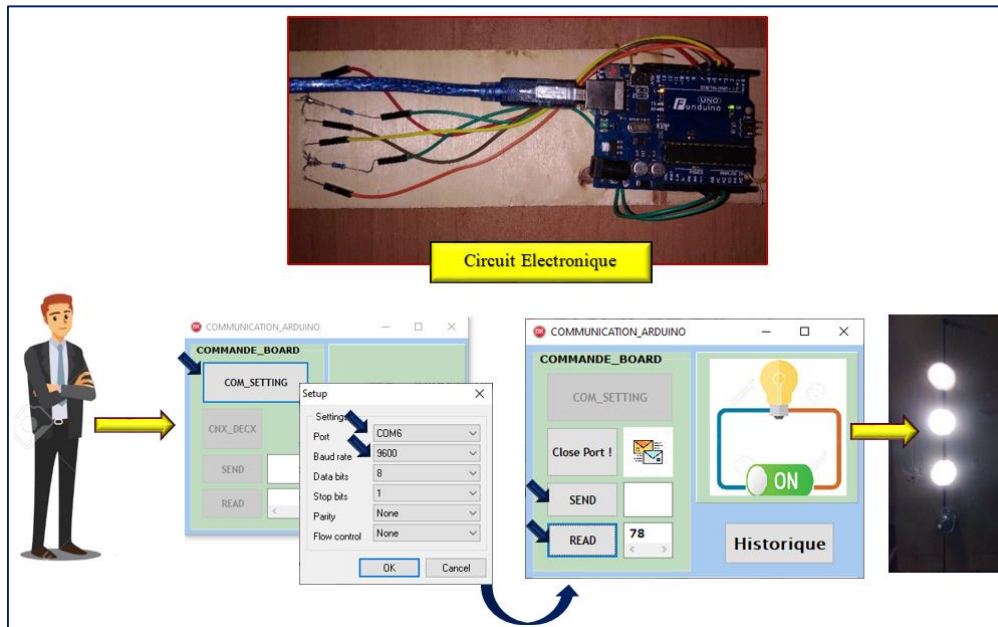 UNO
Funduino
Circuit Electronique
COMMUNICATION_ARDUINO
COMMANDE_BOARD
COM_SETTING
CNX_DECX
SEND
READ
Setup
Settings
Port
COM6
Baud rate
9600
Data bits
8
Stop bits
1
Parity
None
Flow control
None
OK
Cancel
COMMUNICATION_ARDUINO
COMMANDE_BOARD
COM_SETTING
Close Port !
SEND
READ
78
ON
Historique